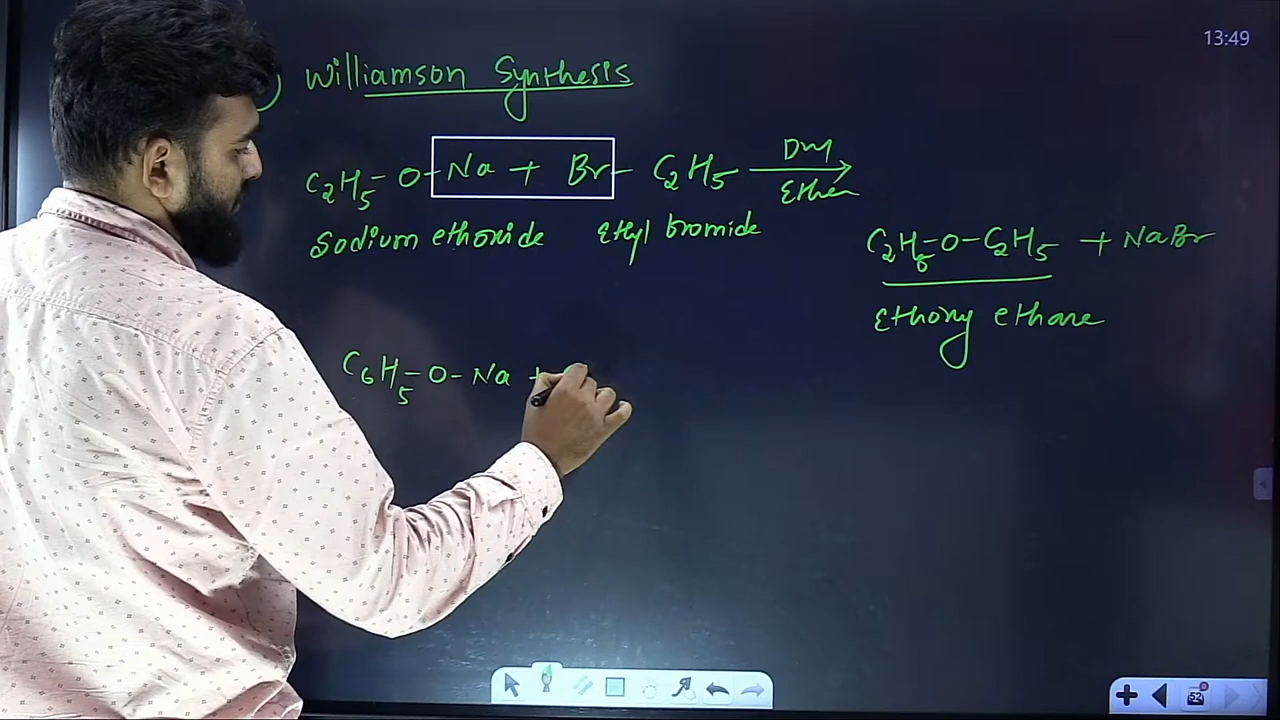 13:49
Williamson Synthesis
C2H5-O-Na + Br-C2H5 Dry
Ether
Sodium ethoxide Ethyl bromide
C2H5-O-C2H5 + NaBr
Ethoxy ethane
C6H5-O-Na +
52